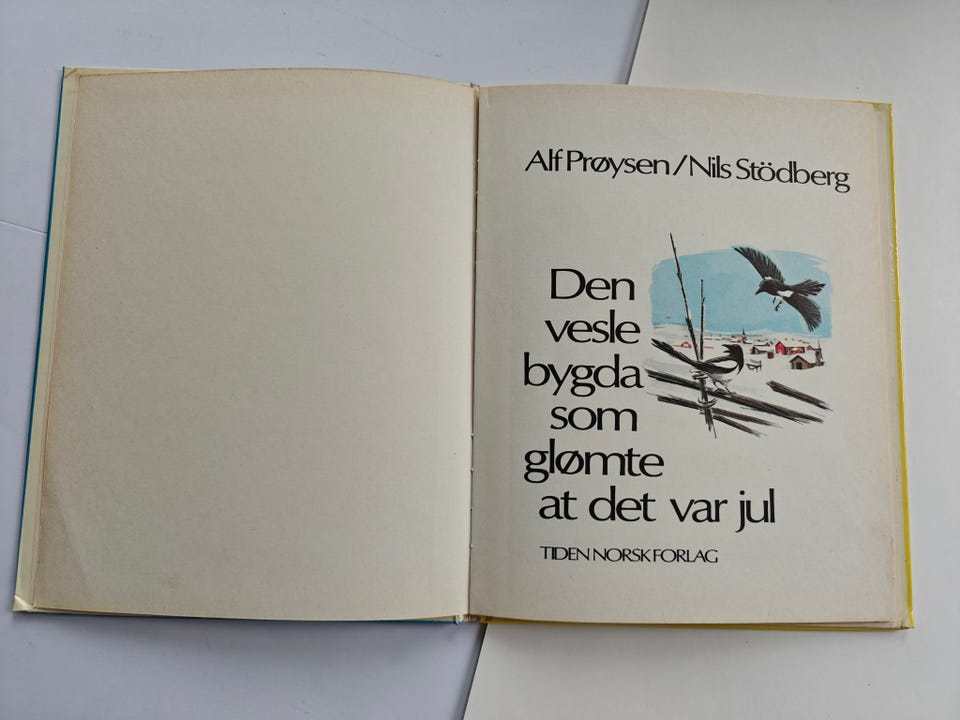 Alf Prøysen/Nils Stödberg
Den
vesle
bygda
som
glømte
at det var jul
TIDEN NORSK FORLAG